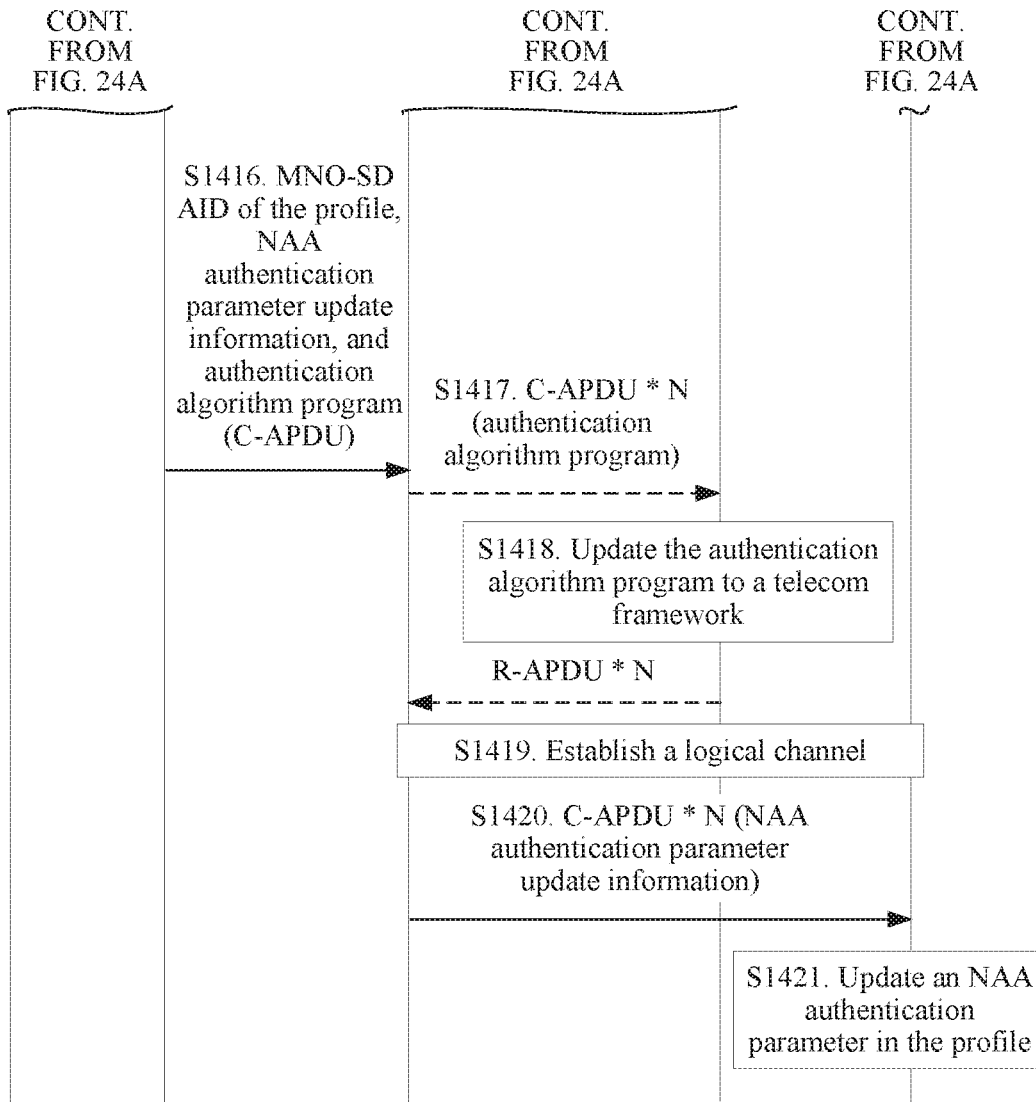 CONT.
FROM
FIG. 24A
CONT.
FROM
FIG. 24A
CONT.
FROM
FIG. 24A
S1416. MNO-SD
AID of the profile,
NAA
authentication
parameter update
information, and
authentication
algorithm program
(C-APDU)
S1417. C-APDU * N
(authentication
algorithm program)
S1418. Update the authentication
algorithm program to a telecom
framework
R-APDU * N
S1419. Establish a logical channel
S1420. C-APDU * N (NAA
authentication parameter
update information)
S1421. Update an NAA
authentication
parameter in the profile